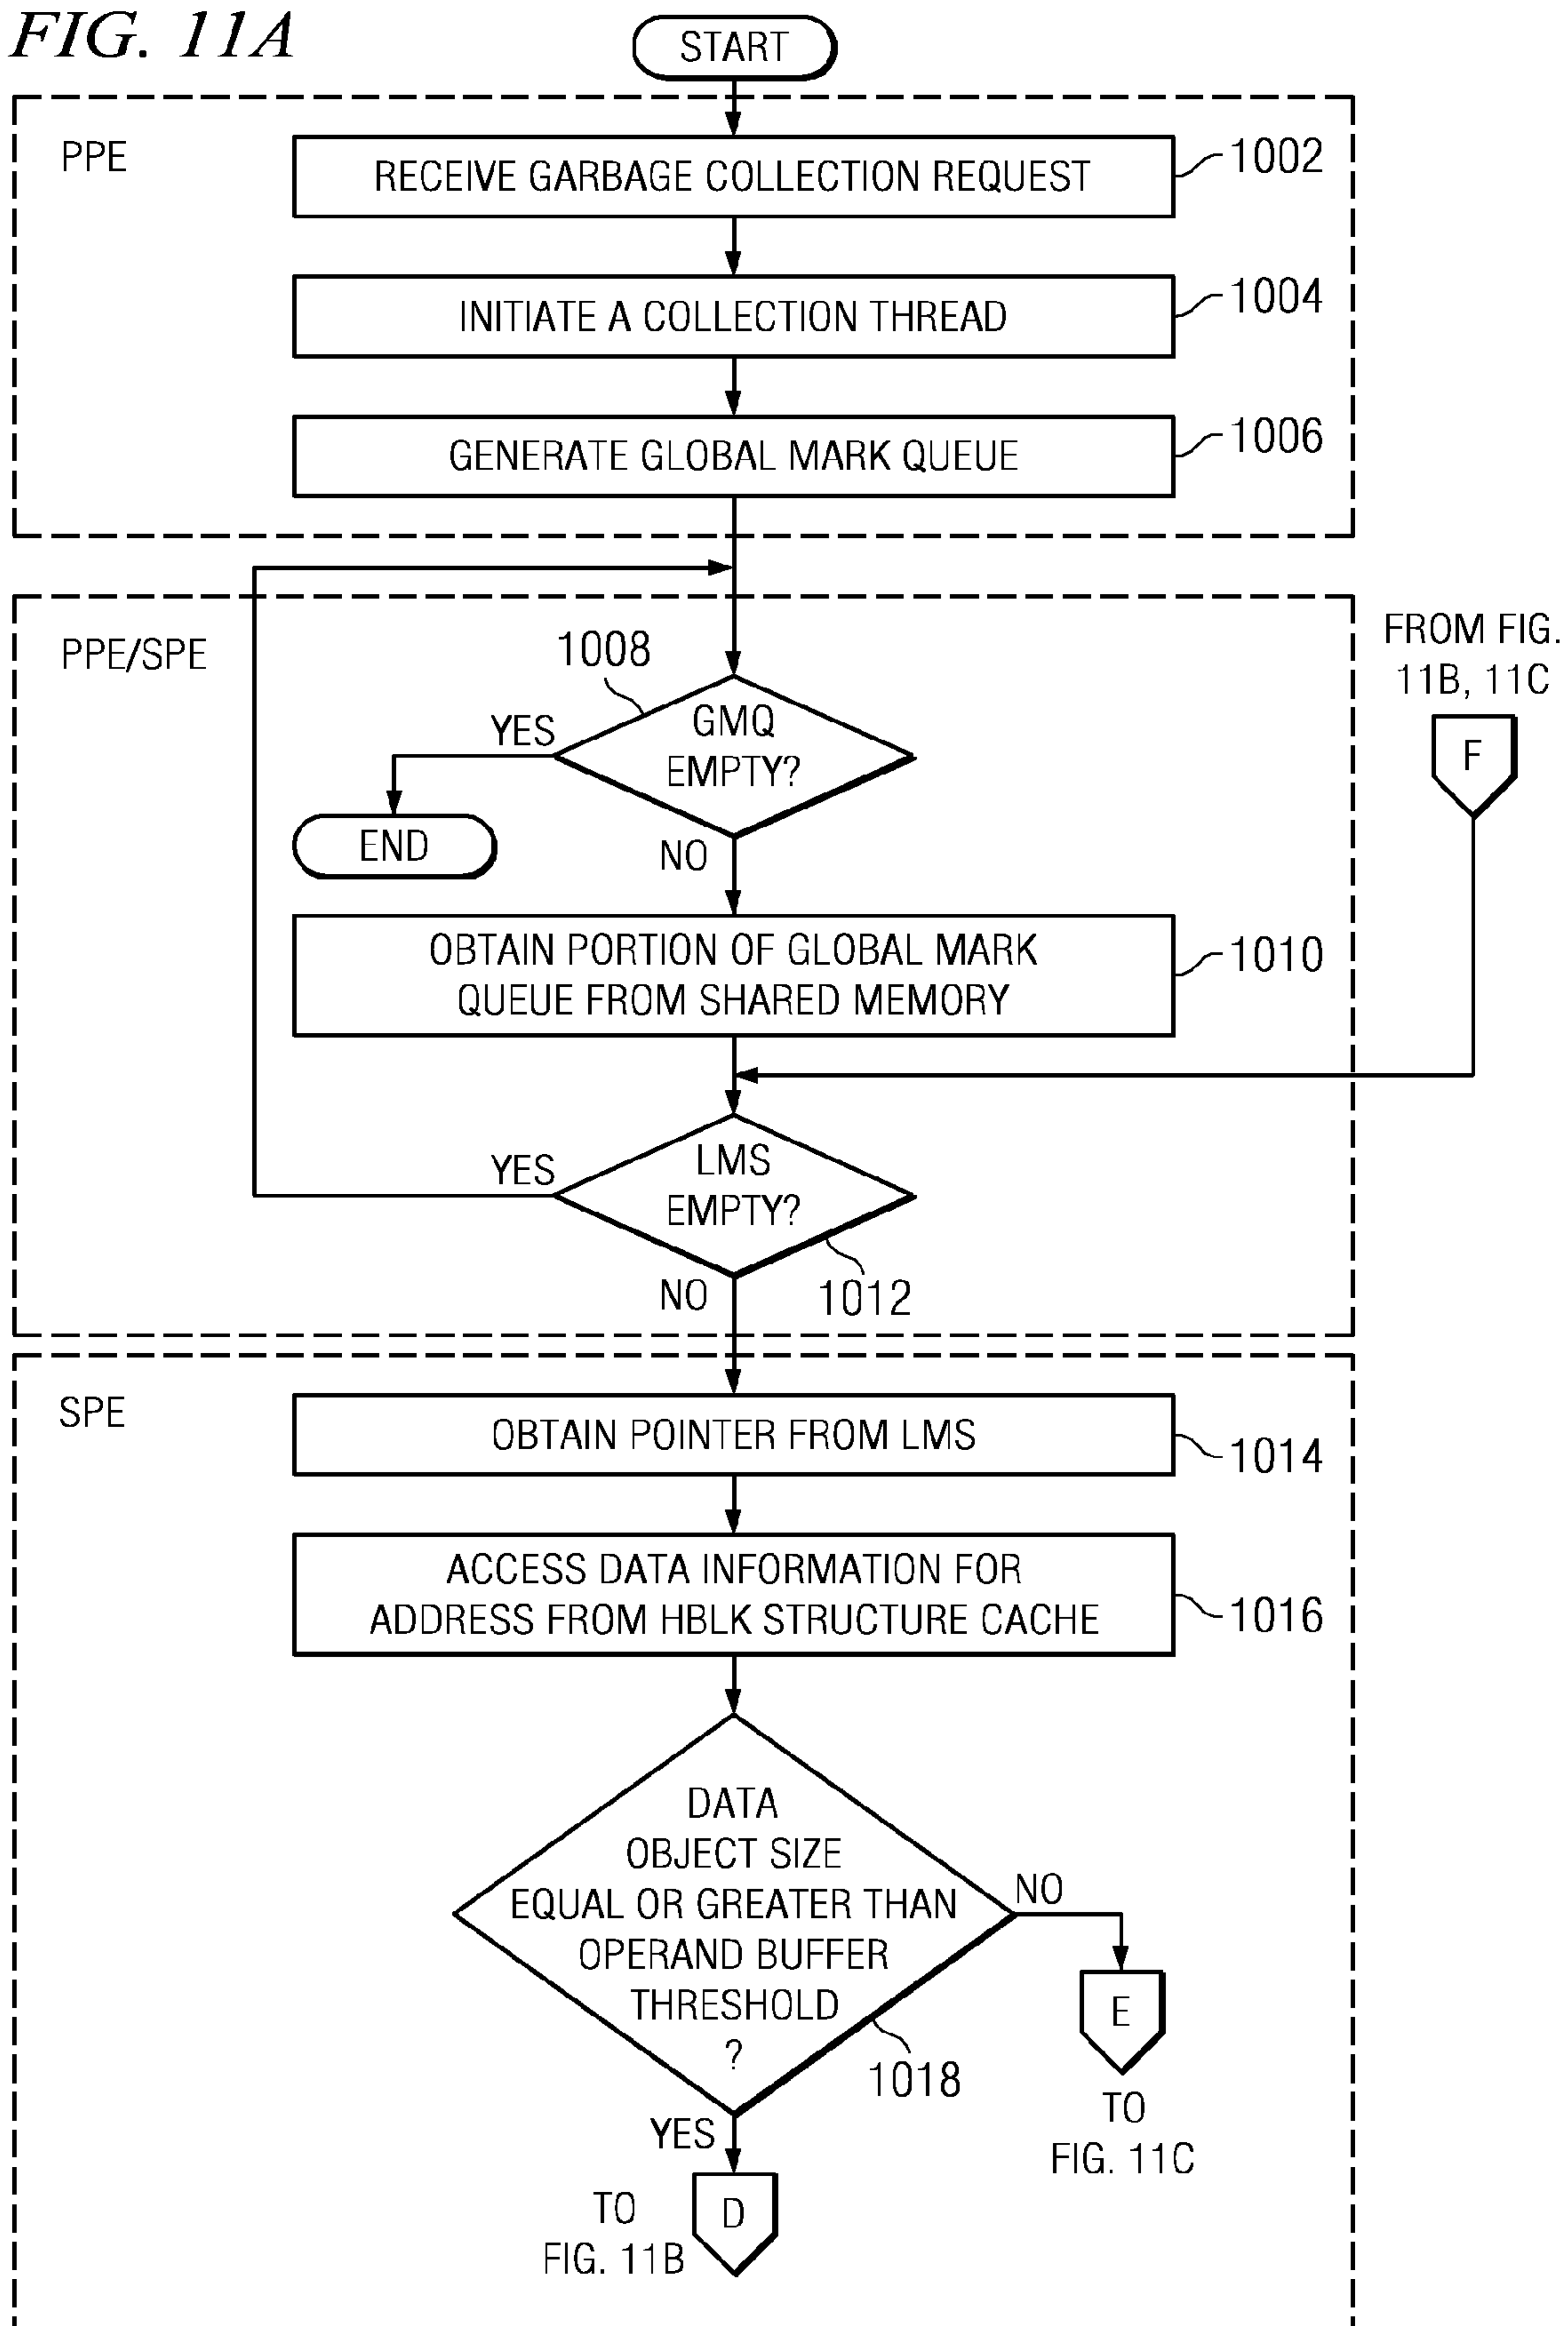 FIG. 11A
START
PPE
RECEIVE GARBAGE COLLECTION REQUEST
1002
INITIATE A COLLECTION THREAD
1004
GENERATE GLOBAL MARK QUEUE
1006
PPE/SPE
1008
GMQ
EMPTY?
YES
END
NO
FROM FIG.
11B, 11C
F
OBTAIN PORTION OF GLOBAL MARK
QUEUE FROM SHARED MEMORY
1010
LMS
EMPTY?
YES
NO
1012
SPE
OBTAIN POINTER FROM LMS
1014
ACCESS DATA INFORMATION FOR
ADDRESS FROM HBLK STRUCTURE CACHE
1016
DATA
OBJECT SIZE
EQUAL OR GREATER THAN
OPERAND BUFFER
THRESHOLD
?
NO
1018
E
TO
FIG. 11C
YES
D
TO
FIG. 11B